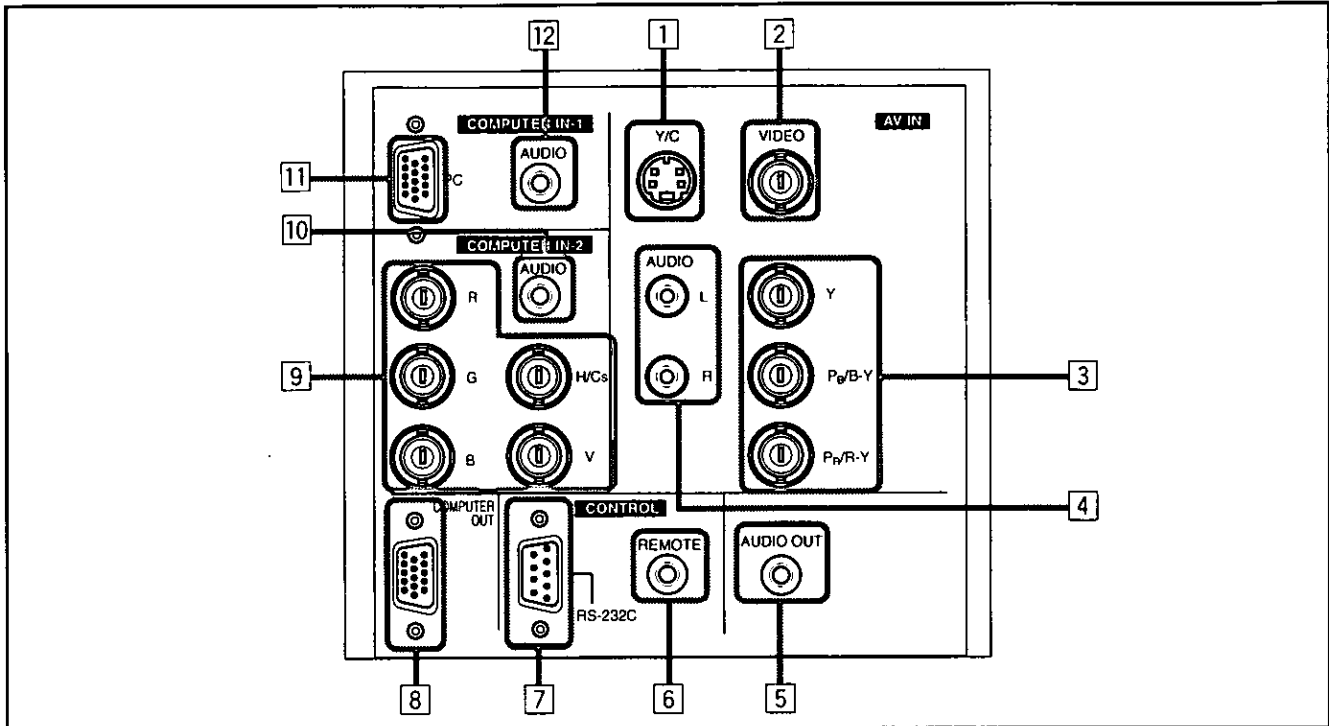 12
1
2
COMPUTER IN-1
AV IN
AUDIO
Y/C
VIDEO
11
PC
10
COMPUTER IN-2
AUDIO
AUDIO
R
L
Y
9
G
H/Cs
R
PB/B-Y
3
B
V
PR/R-Y
4
COMPUTER
OUT
CONTROL
REMOTE
AUDIO OUT
RS-232C
8
7
6
5